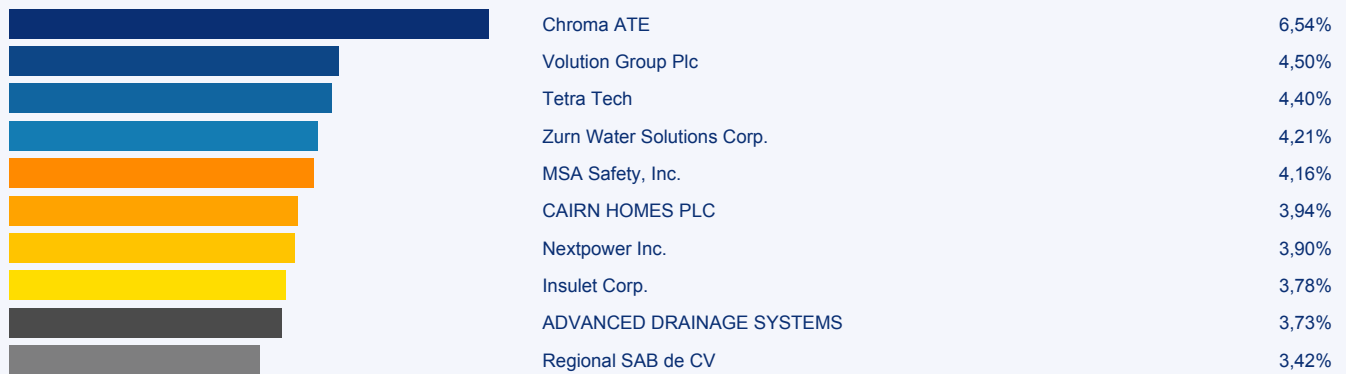 Chroma ATE 6,54%
Volution Group Plc 4,50%
Tetra Tech 4,40%
Zurn Water Solutions Corp. 4,21%
MSA Safety, Inc. 4,16%
CAIRN HOMES PLC 3,94%
Nextpower Inc. 3,90%
Insulet Corp. 3,78%
ADVANCED DRAINAGE SYSTEMS 3,73%
Regional SAB de CV 3,42%